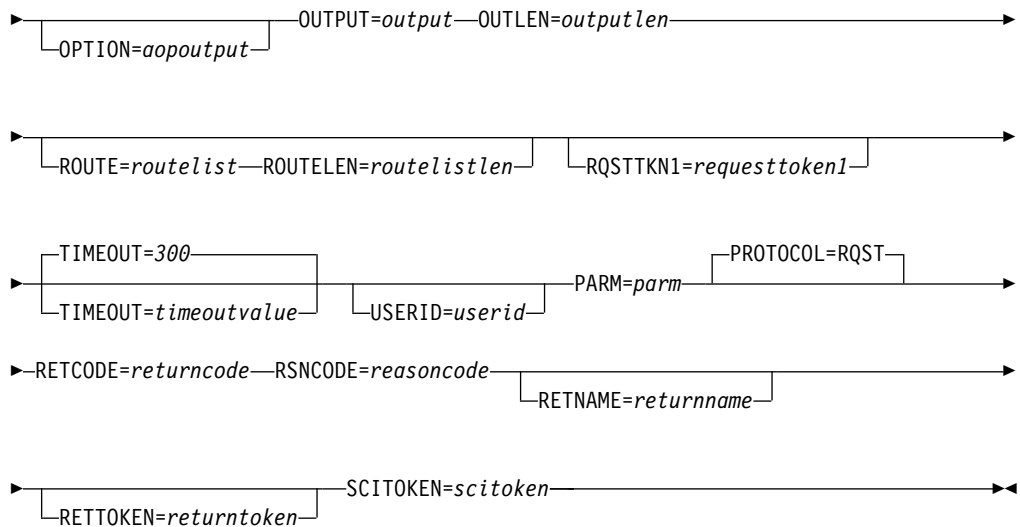 OUTPUT=output OUTLEN=outputlen
OPTION=aopoutput
ROUTE=routelist ROUTELEN=routelistlen RQSTTKN1=requesttoken1
TIMEOUT=300 PROTOCOL=RQST
PARM=parm
TIMEOUT=timeoutvalue USERID=userid
RETCODE=returncode RSNCODE=reasoncode
RETNAME=returnname
SCITOKEN=scitoken
RETTOKEN=returntoken